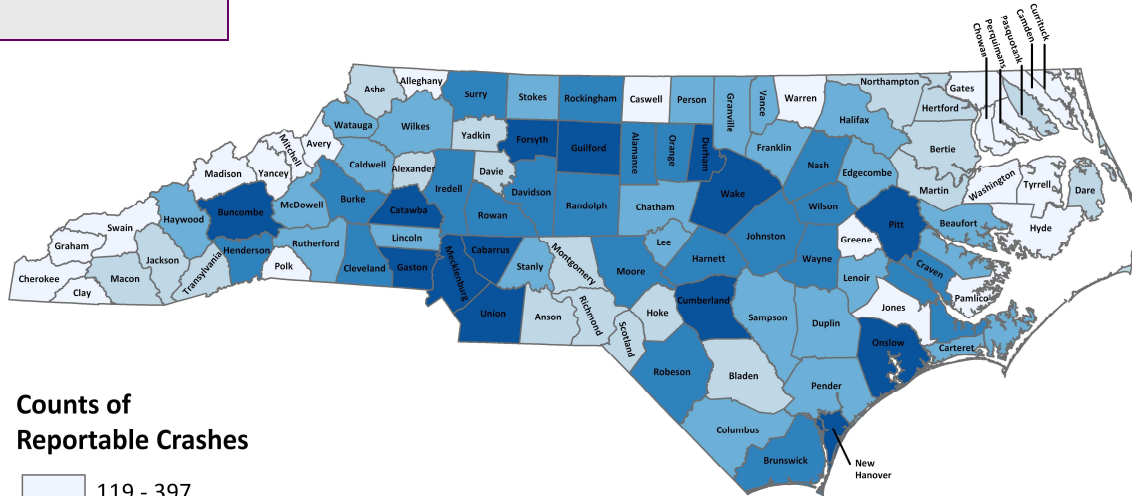 Currituck
Camden
Pasquotank
Perquimans
Chowan
Alleghany
Ashe
Surry
Stokes
Rockingham
Caswell
Person
Granville
Vance
Warren
Northampton
Gates
Hertford
Halifax
Watauga
Wilkes
Yadkin
Forsyth
Guilford
Alamance
Orange
Durham
Franklin
Nash
Edgecombe
Bertie
Martin
Washington
Tyrrell
Dare
Mitchell
Avery
Caldwell
Alexander
Davie
Iredell
Madison
Yancey
Burke
McDowell
Catawba
Rowan
Davidson
Randolph
Chatham
Wake
Wilson
Pitt
Beaufort
Hyde
Buncombe
Haywood
Swain
Graham
Jackson
Henderson
Rutherford
Lincoln
Cabarrus
Stanly
Montgomery
Lee
Johnston
Harnett
Wayne
Greene
Lenoir
Craven
Cherokee
Clay
Macon
Transylvania
Polk
Cleveland
Gaston
Mecklenburg
Moore
Pamlico
Jones
Union
Anson
Richmond
Scotland
Hoke
Cumberland
Sampson
Duplin
Onslow
Carteret
Robeson
Bladen
Pender
Columbus
Brunswick
New
Hanover
Counts of
Reportable Crashes
119 - 397